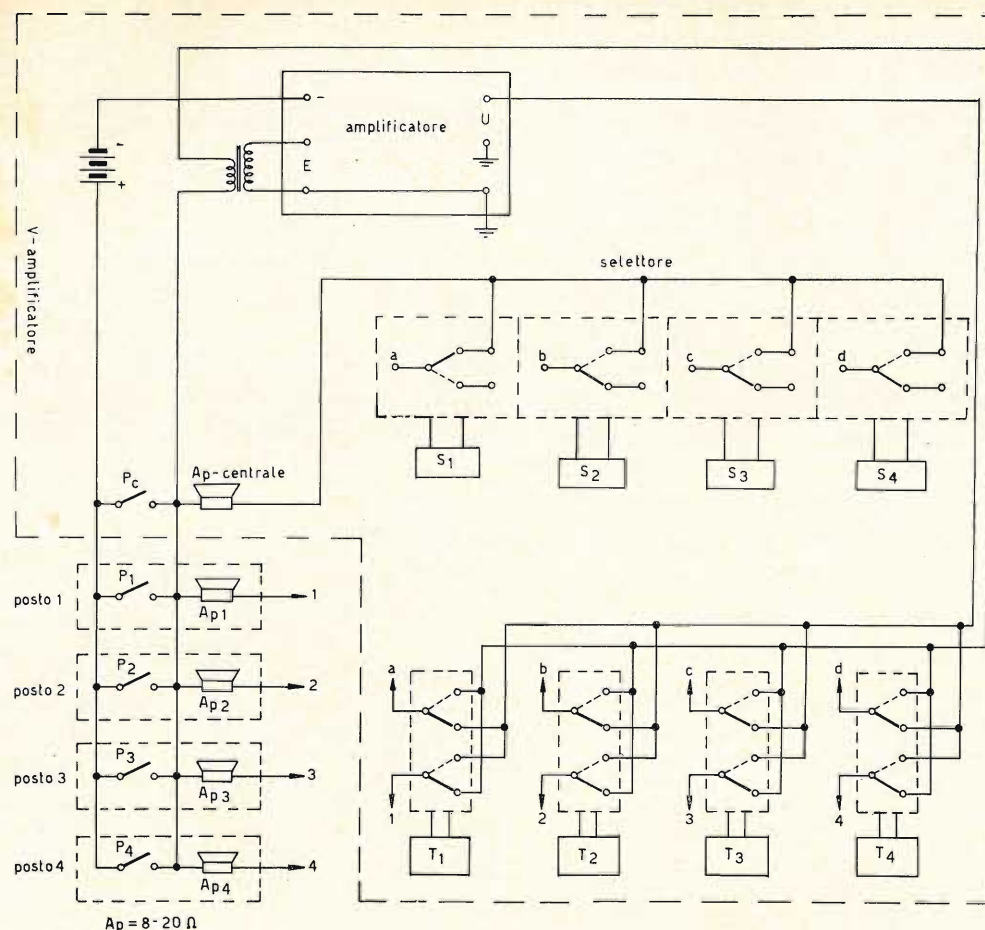 -
U
amplificatore
E
-
+
V-amplificatore
selettore
a
b
c
d
S1
S2
S3
S4
Pc
Ap-centrale
posto 1
P1
Ap1
1
posto 2
P2
Ap2
2
posto 3
P3
Ap3
3
posto 4
P4
Ap4
4
a
b
c
d
1
2
3
4
T1
T2
T3
T4
Ap = 8-20 Ω